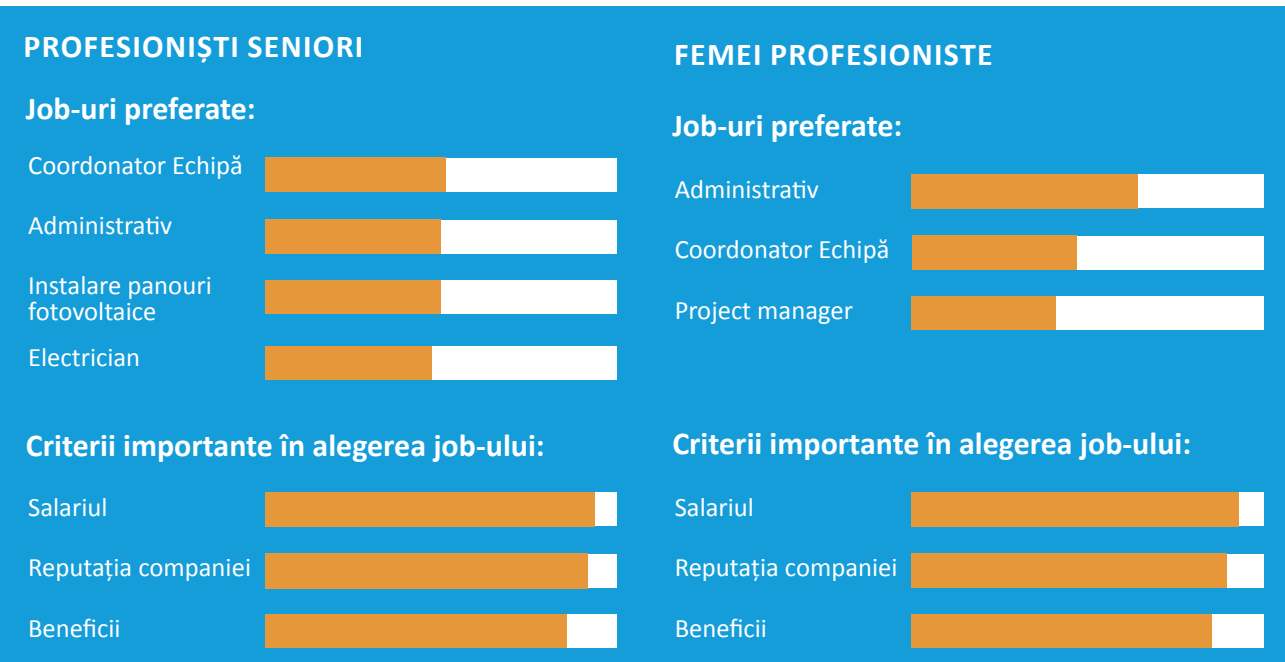 PROFESIONIȘTI SENIORI
Job-uri preferate:
Coordonator Echipă
Administrativ
Instalare panouri
fotovoltaice
Electrician
Criterii importante în alegerea job-ului:
Salariul
Reputația companiei
Beneficii
FEMEI PROFESIONISTE
Job-uri preferate:
Administrativ
Coordonator Echipă
Project manager
Criterii importante în alegerea job-ului:
Salariul
Reputația companiei
Beneficii